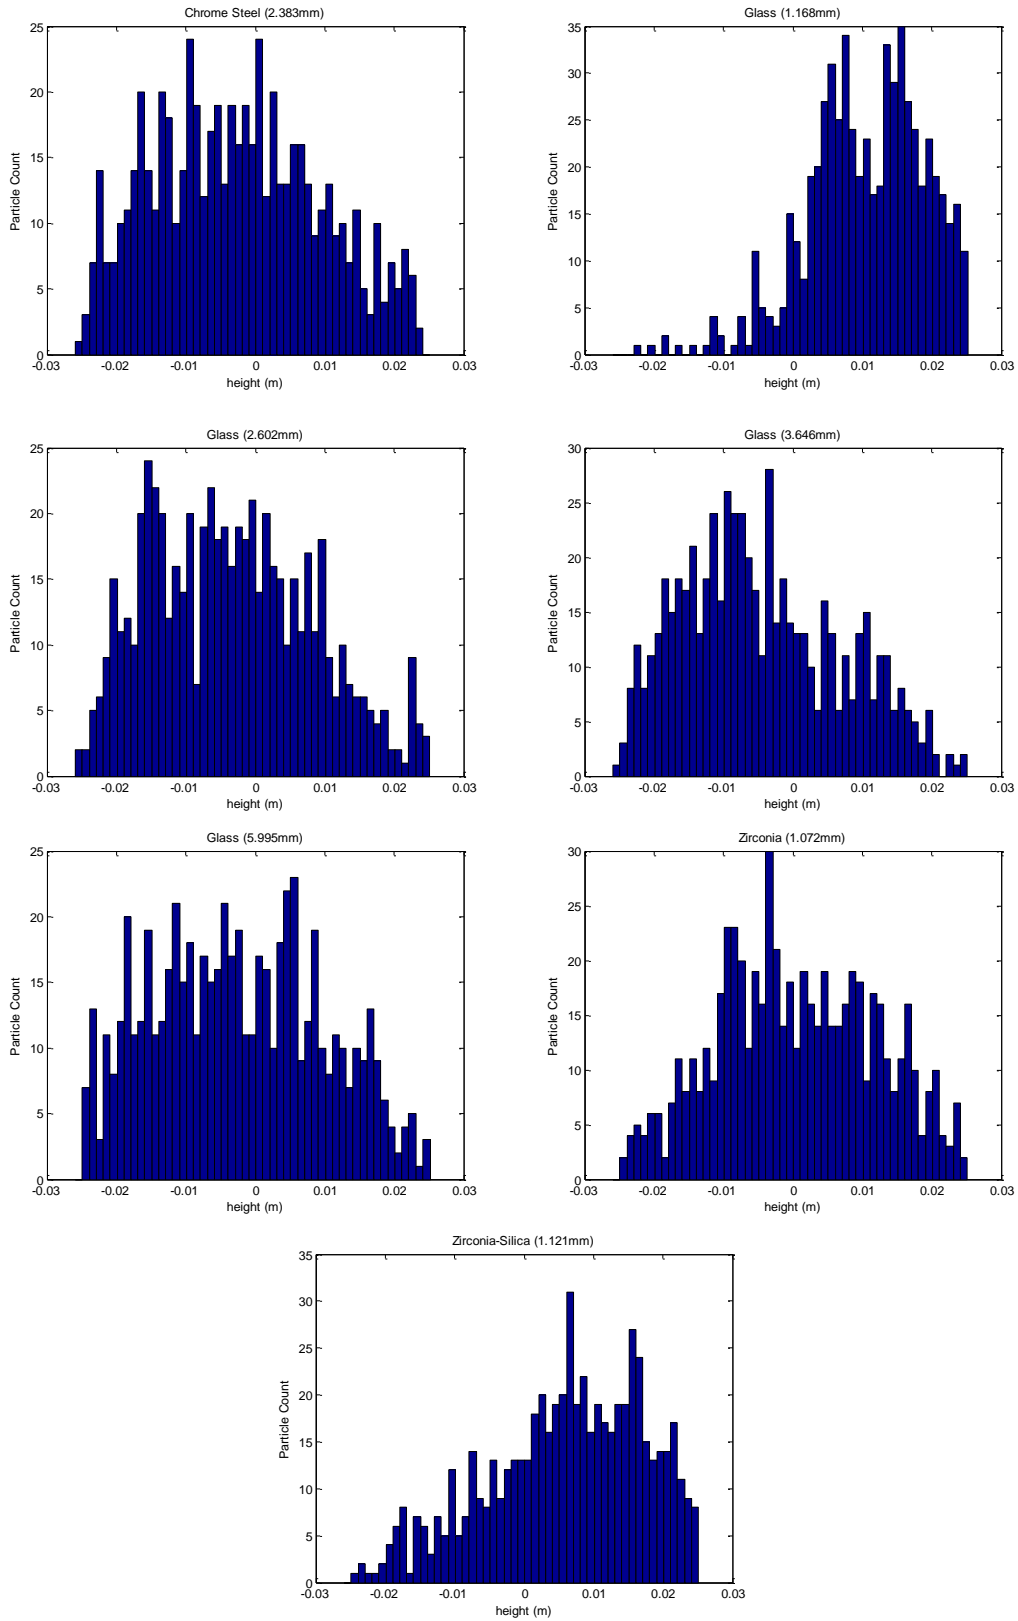 Chrome Steel (2.383mm)
25
20
15
10
5
0
Particle Count
-0.03 -0.02 -0.01 0 0.01 0.02 0.03
height (m)
Glass (1.168mm)
35
30
25
20
15
10
5
0
Particle Count
-0.03 -0.02 -0.01 0 0.01 0.02 0.03
height (m)
Glass (2.602mm)
25
20
15
10
5
0
Particle Count
-0.03 -0.02 -0.01 0 0.01 0.02 0.03
height (m)
Glass (3.646mm)
30
25
20
15
10
5
0
Particle Count
-0.03 -0.02 -0.01 0 0.01 0.02 0.03
height (m)
Glass (5.995mm)
25
20
15
10
5
0
Particle Count
-0.03 -0.02 -0.01 0 0.01 0.02 0.03
height (m)
Zirconia (1.072mm)
30
25
20
15
10
5
0
Particle Count
-0.03 -0.02 -0.01 0 0.01 0.02 0.03
height (m)
Zirconia-Silica (1.121mm)
35
30
25
20
15
10
5
0
Particle Count
-0.03 -0.02 -0.01 0 0.01 0.02 0.03
height (m)